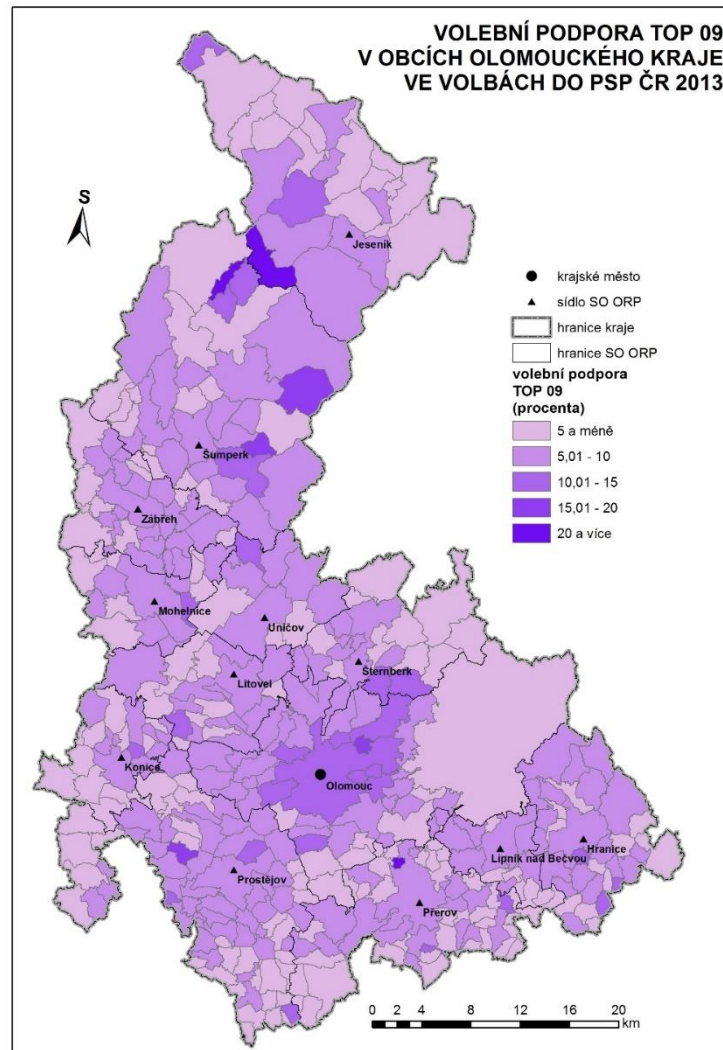 VOLEBNÍ PODPORA TOP 09
V OBCÍCH OLOMOUCKÉHO KRAJE
VE VOLBÁCH DO PSP ČR 2013
S
Jeseník
krajské město
sídlo SO ORP
hranice kraje
hranice SO ORP
volební podpora
TOP 09
(procenta)
5 a méně
5,01 - 10
10,01 - 15
15,01 - 20
20 a více
Šumperk
Zábřeh
Mohelnice
Uničov
Šternberk
Litovel
Konice
Olomouc
Hranice
Lipník nad Bečvou
Prostějov
Přerov
0 2 4 8 12 16 20
km